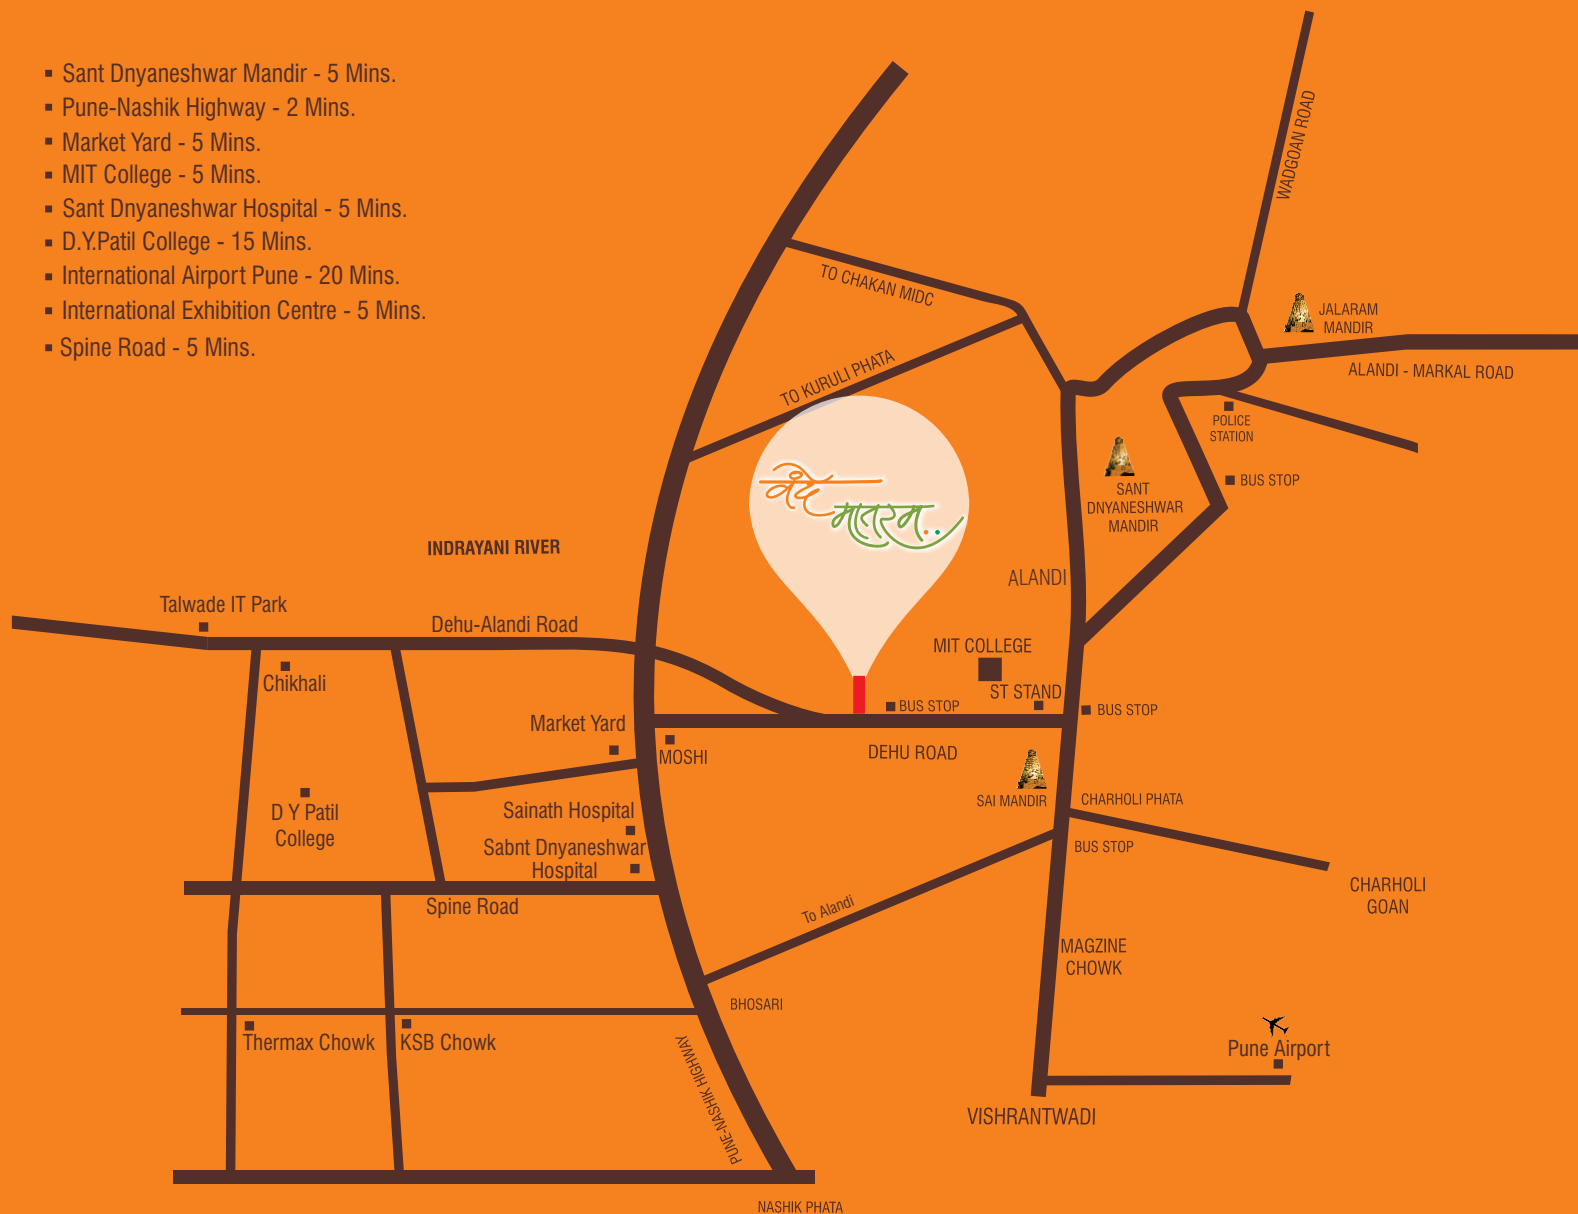 Sant Dnyaneshwar Mandir - 5 Mins.
Pune-Nashik Highway - 2 Mins.
Market Yard - 5 Mins.
MIT College - 5 Mins.
Sant Dnyaneshwar Hospital - 5 Mins.
D.Y.Patil College - 15 Mins.
International Airport Pune - 20 Mins.
International Exhibition Centre - 5 Mins.
Spine Road - 5 Mins.
WADGOAN ROAD
TO CHAKAN MIDC
JALARAM
MANDIR
TO KURULI PHATA
ALANDI - MARKAL ROAD
POLICE
STATION
वंदे
मातरम..
BUS STOP
SANT
DNYANESHWAR
MANDIR
INDRAYANI RIVER
ALANDI
Talwade IT Park
Dehu-Alandi Road
MIT COLLEGE
Chikhali
ST STAND
BUS STOP
BUS STOP
Market Yard
MOSHI
DEHU ROAD
SAI MANDIR
CHARHOLI PHATA
D Y Patil
College
Sainath Hospital
Sabnt Dnyaneshwar
Hospital
BUS STOP
CHARHOLI
GOAN
Spine Road
To Alandi
MAGZINE
CHOWK
BHOSARI
Thermax Chowk
KSB Chowk
PUNE-NASHIK HIGHWAY
Pune Airport
VISHRANTWADI
NASHIK PHATA